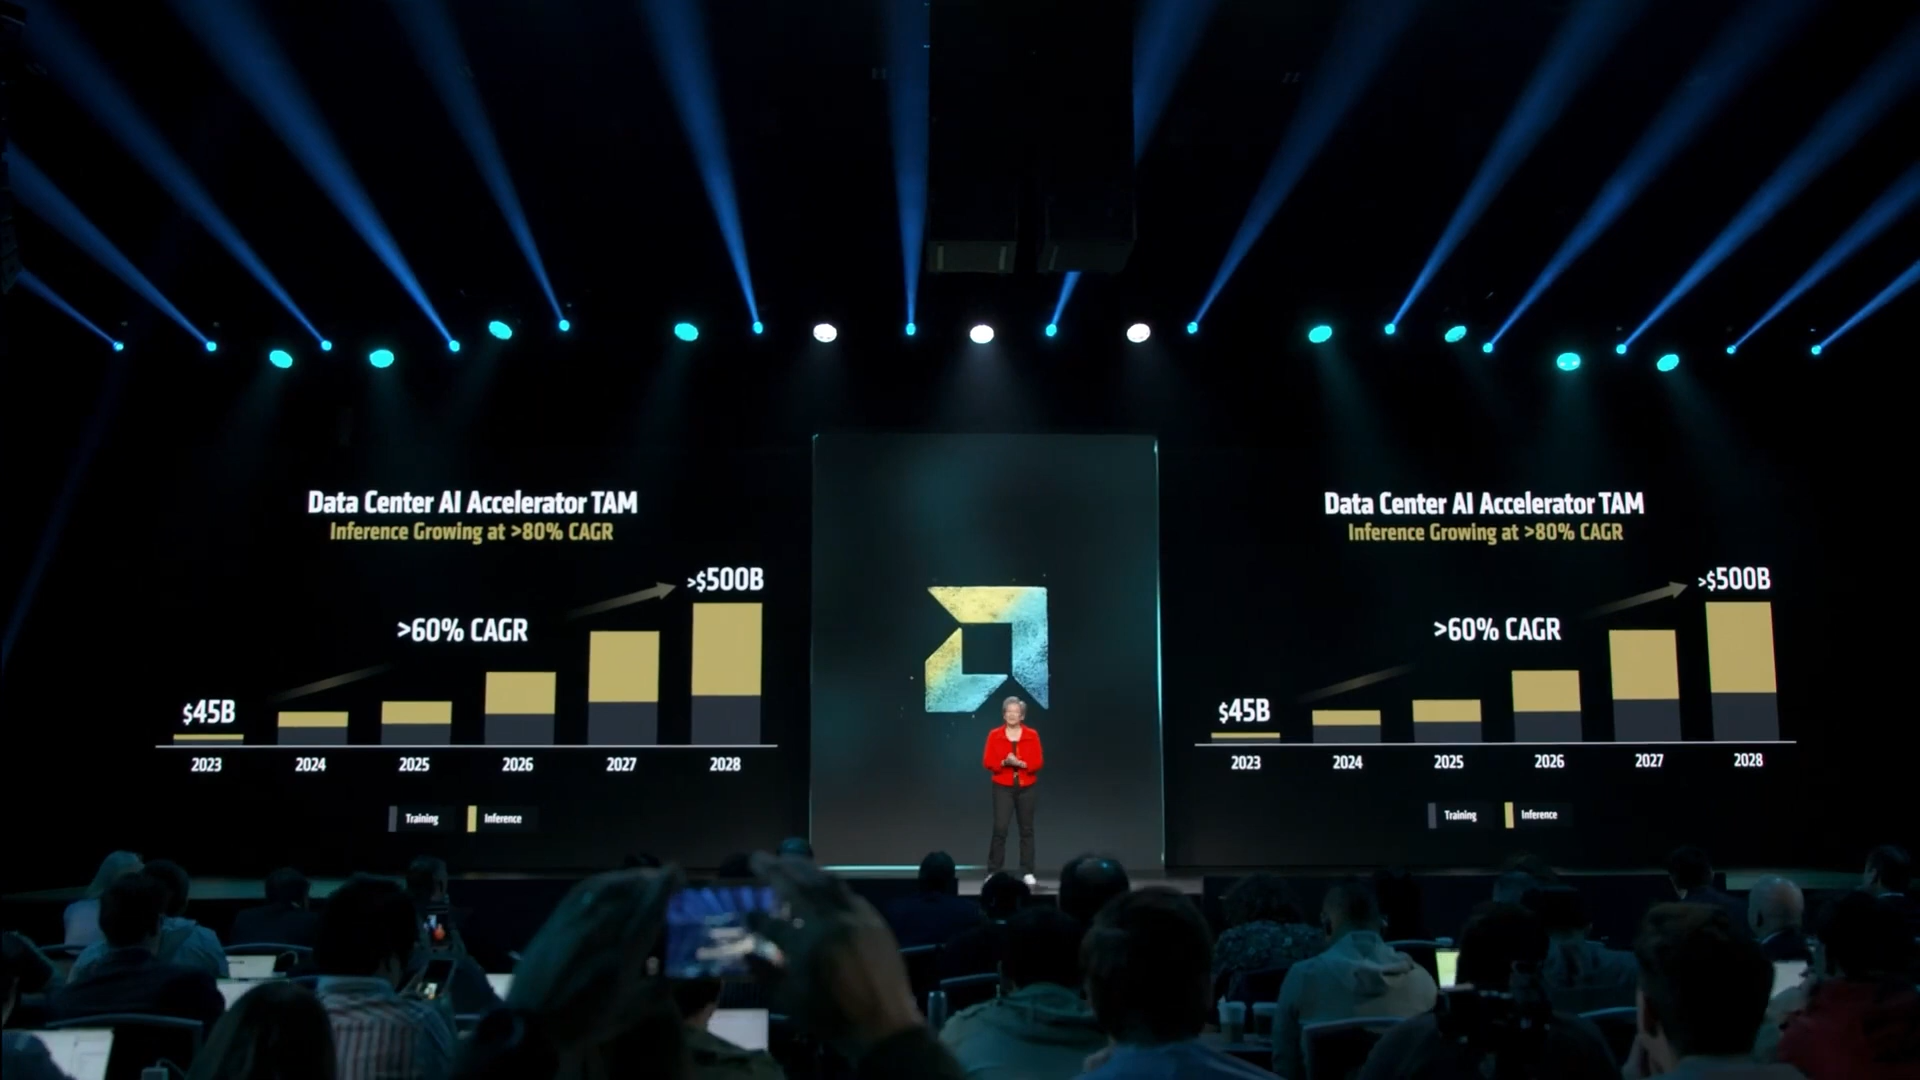 Data Center AI Accelerator TAM
Inference Growing at >80% CAGR
>$500B
>60% CAGR
$45B
2023 2024 2025 2026 2027 2028
Training Inference
Data Center AI Accelerator TAM
Inference Growing at >80% CAGR
>$500B
>60% CAGR
$45B
2023 2024 2025 2026 2027 2028
Training Inference